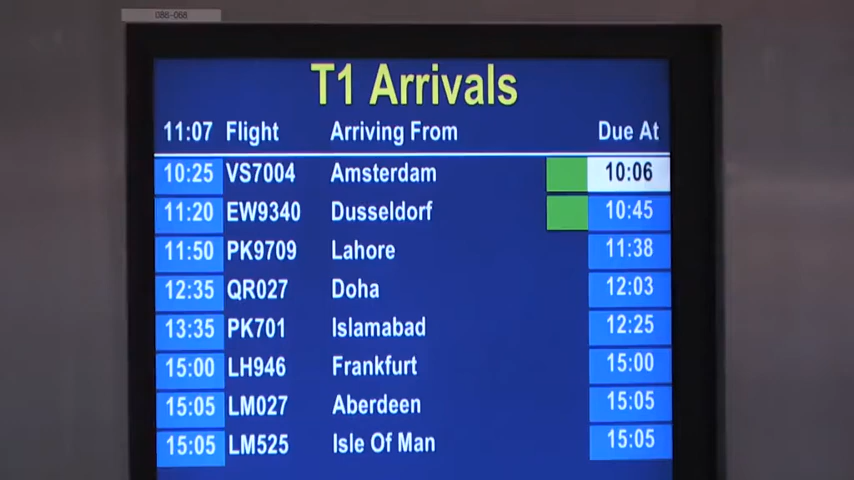 088-068
T1 Arrivals
11:07 Flight Arriving From Due At
10:25 VS7004 Amsterdam 10:06
11:20 EW9340 Dusseldorf 10:45
11:50 PK9709 Lahore 11:38
12:35 QR027 Doha 12:03
13:35 PK701 Islamabad 12:25
15:00 LH946 Frankfurt 15:00
15:05 LM027 Aberdeen 15:05
15:05 LM525 Isle Of Man 15:05